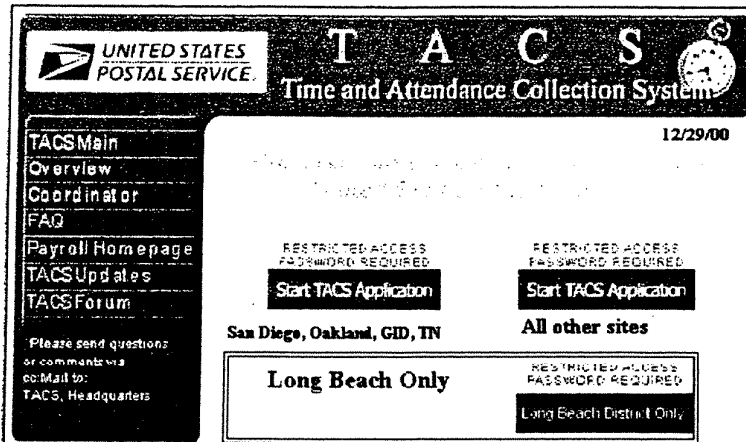 UNITED STATES
POSTAL SERVICE.
T A C S
Time and Attendance Collection System
12/29/00
TACS Main
Overview
Coordinator
FAQ
Payroll Homepage
TACS Updates
TACS Forum
Please send questions
or comments via
cc:Mail to:
TACS, Headquarters
RESTRICTED ACCESS
PASSWORD REQUIRED
Start TACS Application
San Diego, Oakland, GID, TN
RESTRICTED ACCESS
PASSWORD REQUIRED
Start TACS Application
All other sites
Long Beach Only
RESTRICTED ACCESS
PASSWORD REQUIRED
Long Beach District Only